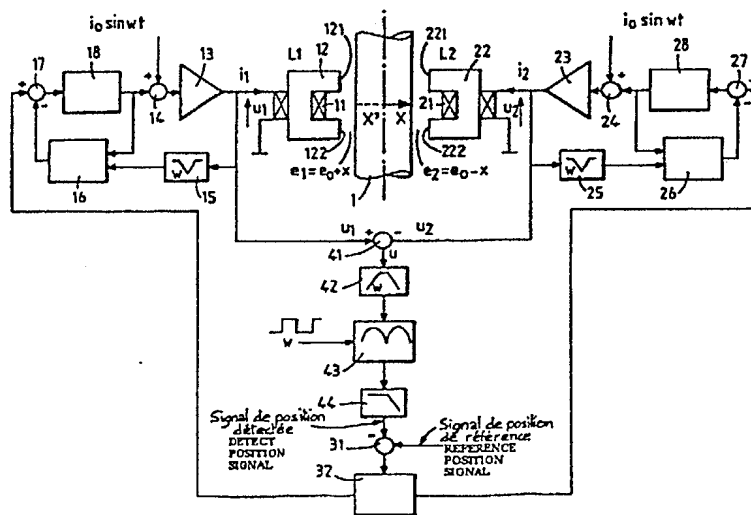 i₀ sin wt
i₀ sin wt
17
18
13
14
i₁
L1
12
121
u₁
11
122
X'
X
e₁=e₀+x
1
L2
22
221
21
222
e₂=e₀-x
i₂
u₂
23
24
28
27
16
W
15
W
25
26
u₁
u₂
41
u
42
W
W
43
44
Signal de position
détectée
DETECT
POSITION
SIGNAL
31
Signal de position
de référence
REFERENCE
POSITION
SIGNAL
32